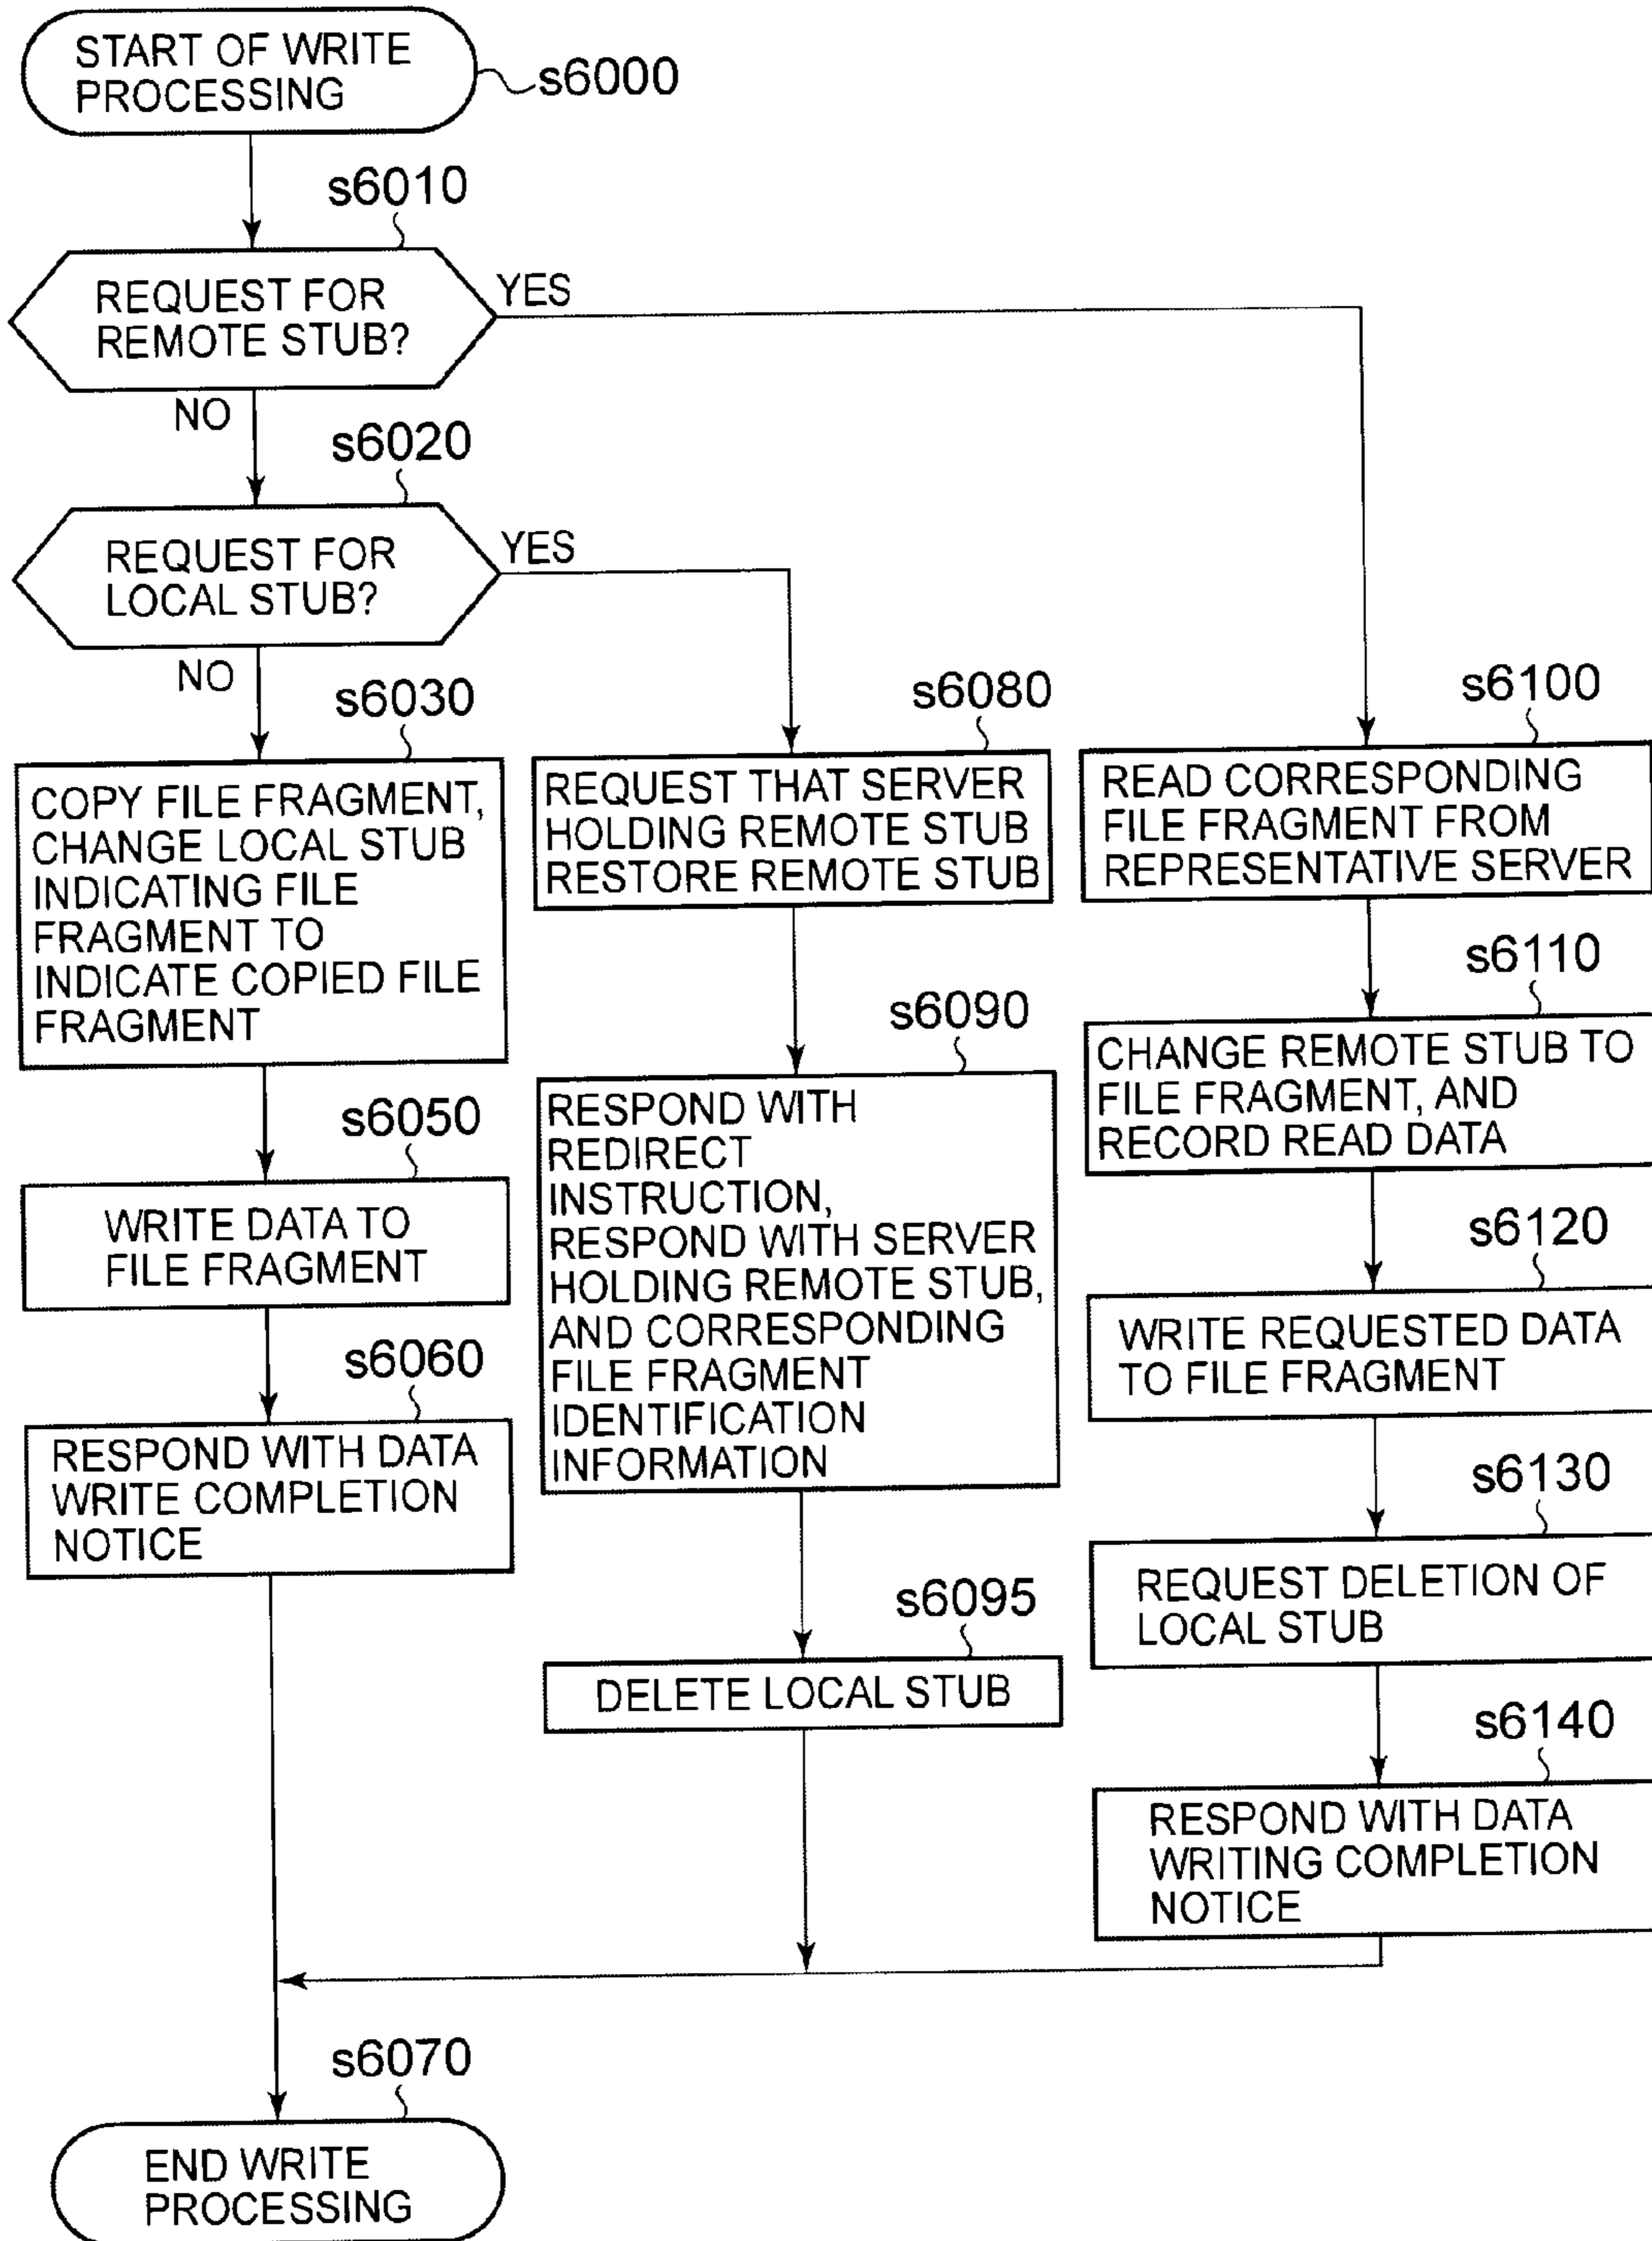 START OF WRITE
PROCESSING
s6000
s6010
REQUEST FOR
REMOTE STUB?
YES
NO
s6020
REQUEST FOR
LOCAL STUB?
YES
NO
s6030
COPY FILE FRAGMENT,
CHANGE LOCAL STUB
INDICATING FILE
FRAGMENT TO
INDICATE COPIED FILE
FRAGMENT
s6050
WRITE DATA TO
FILE FRAGMENT
s6060
RESPOND WITH DATA
WRITE COMPLETION
NOTICE
s6080
REQUEST THAT SERVER
HOLDING REMOTE STUB
RESTORE REMOTE STUB
s6090
RESPOND WITH
REDIRECT
INSTRUCTION,
RESPOND WITH SERVER
HOLDING REMOTE STUB,
AND CORRESPONDING
FILE FRAGMENT
IDENTIFICATION
INFORMATION
s6095
DELETE LOCAL STUB
s6100
READ CORRESPONDING
FILE FRAGMENT FROM
REPRESENTATIVE SERVER
s6110
CHANGE REMOTE STUB TO
FILE FRAGMENT, AND
RECORD READ DATA
s6120
WRITE REQUESTED DATA
TO FILE FRAGMENT
s6130
REQUEST DELETION OF
LOCAL STUB
s6140
RESPOND WITH DATA
WRITING COMPLETION
NOTICE
s6070
END WRITE
PROCESSING